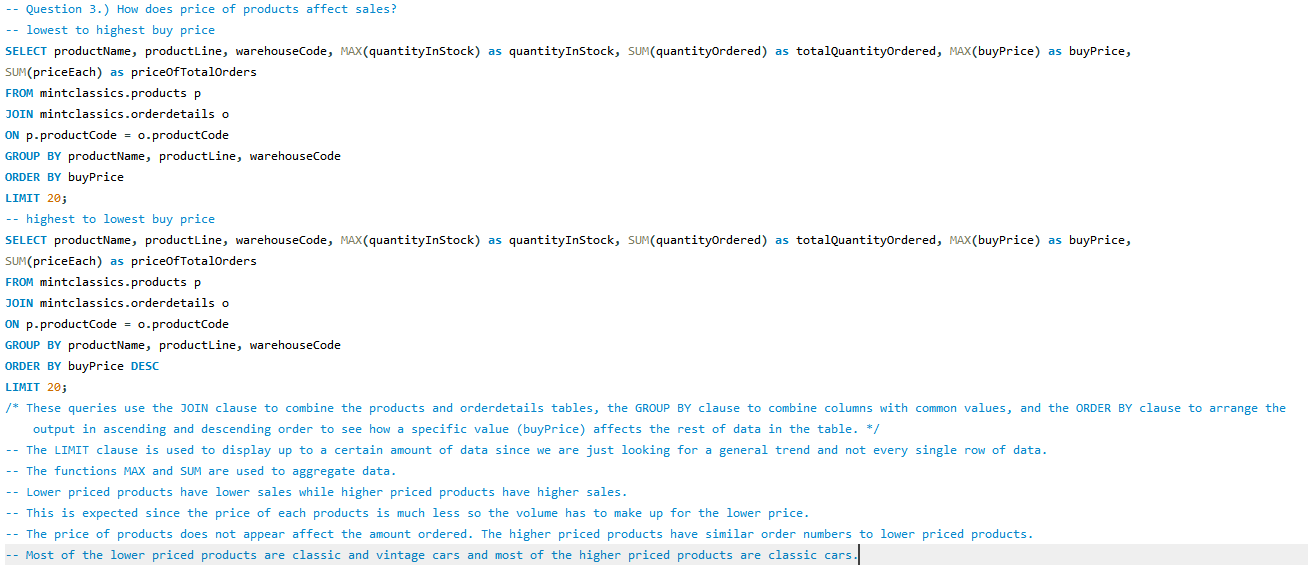 -- Question 3.) How does price of products affect sales?
-- lowest to highest buy price
SELECT productName, productLine, warehouseCode, MAX(quantityInStock) as quantityInStock, SUM(quantityOrdered) as totalQuantityOrdered, MAX(buyPrice) as buyPrice,
SUM(priceEach) as priceOfTotalOrders
FROM mintclassics.products p
JOIN mintclassics.orderdetails o
ON p.productCode = o.productCode
GROUP BY productName, productLine, warehouseCode
ORDER BY buyPrice
LIMIT 20;
-- highest to lowest buy price
SELECT productName, productLine, warehouseCode, MAX(quantityInStock) as quantityInStock, SUM(quantityOrdered) as totalQuantityOrdered, MAX(buyPrice) as buyPrice,
SUM(priceEach) as priceOfTotalOrders
FROM mintclassics.products p
JOIN mintclassics.orderdetails o
ON p.productCode = o.productCode
GROUP BY productName, productLine, warehouseCode
ORDER BY buyPrice DESC
LIMIT 20;
/* These queries use the JOIN clause to combine the products and orderdetails tables, the GROUP BY clause to combine columns with common values, and the ORDER BY clause to arrange the
output in ascending and descending order to see how a specific value (buyPrice) affects the rest of data in the table. */
-- The LIMIT clause is used to display up to a certain amount of data since we are just looking for a general trend and not every single row of data.
-- The functions MAX and SUM are used to aggregate data.
-- Lower priced products have lower sales while higher priced products have higher sales.
-- This is expected since the price of each products is much less so the volume has to make up for the lower price.
-- The price of products does not appear affect the amount ordered. The higher priced products have similar order numbers to lower priced products.
-- Most of the lower priced products are classic and vintage cars and most of the higher priced products are classic cars.